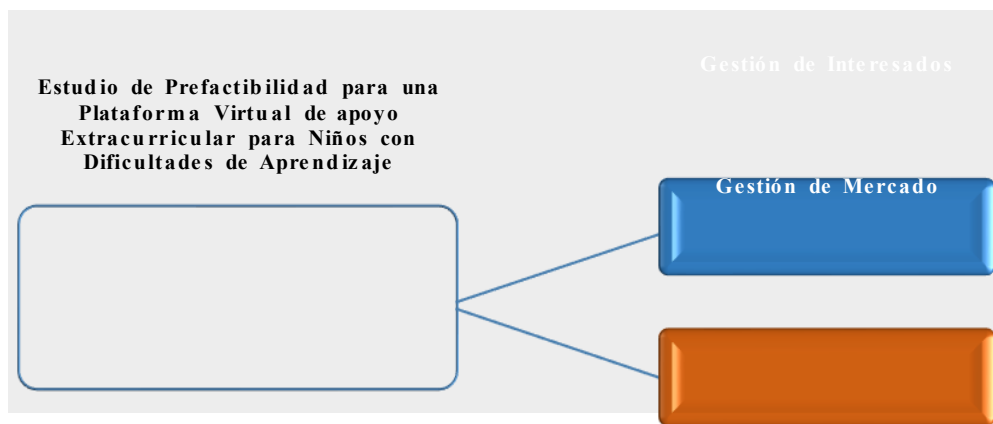 Gestión de Interesados
Estudio de Prefactibilidad para una
Plataforma Virtual de apoyo
Extracurricular para Niños con
Dificultades de Aprendizaje
Gestión de Mercado